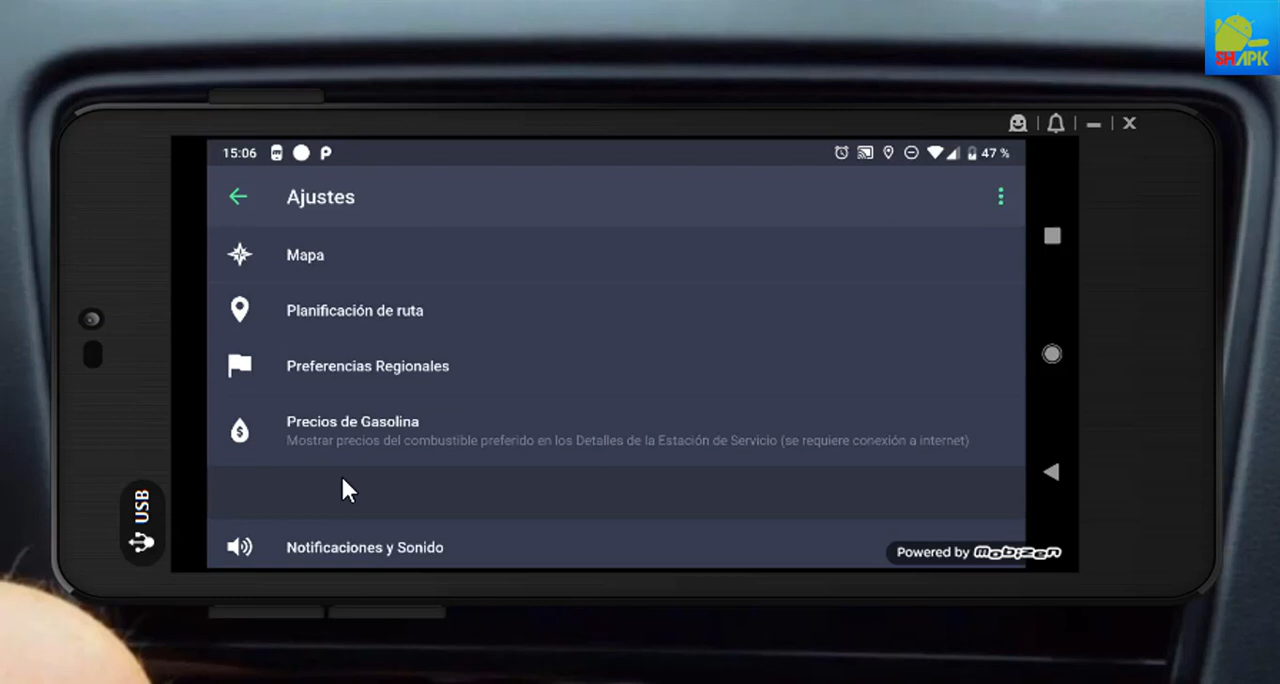 SHAPK
15:06
47 %
Ajustes
Mapa
Planificación de ruta
Preferencias Regionales
Precios de Gasolina
Mostrar precios del combustible preferido en los Detalles de la Estación de Servicio (se requiere conexión a internet)
Notificaciones y Sonido
Powered by Mobizen
USB